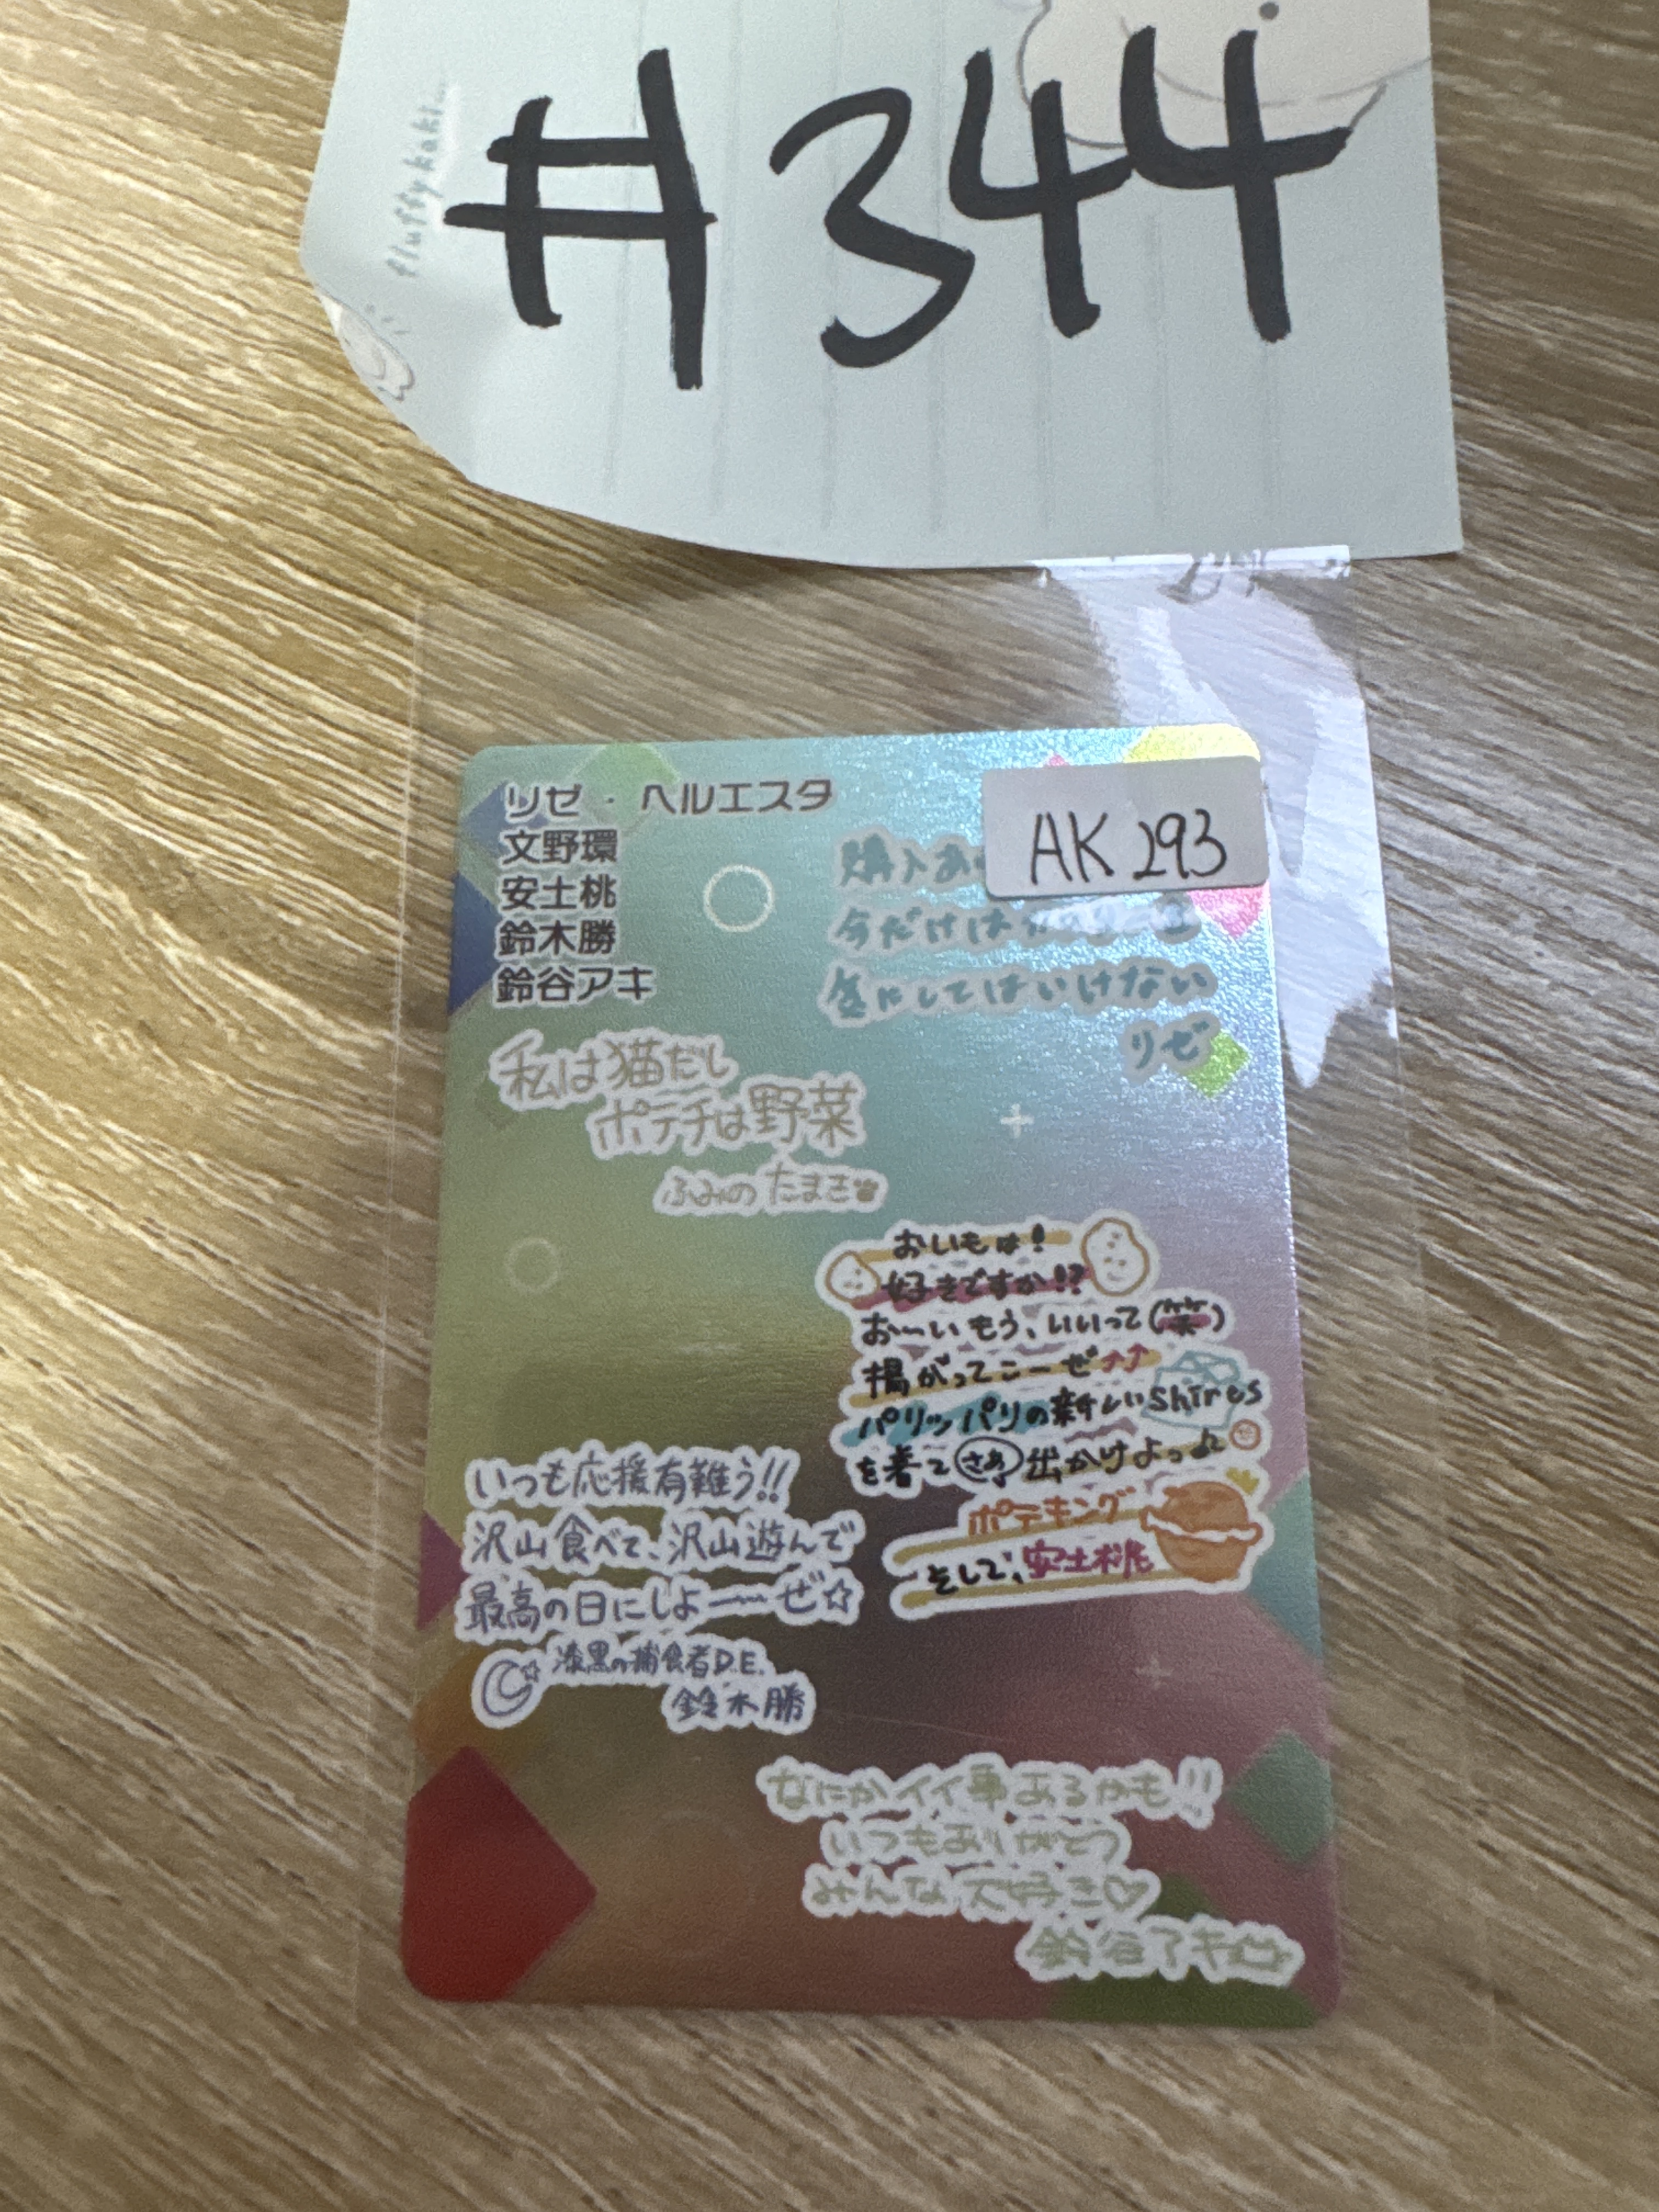 #344
fluffy kaki...
AK 293
リゼ・ヘルエスタ
文野環
安土桃
鈴木勝
鈴谷アキ
購入あ
今だけは
気にしてはいけない
リゼ
私は猫だし
ポテチは野菜
ふみのたまき
おいもは!
好きですか!?
お〜いもう、いいって(笑)
揚がってこーぜ↑↑
パリッパリの新しいshires
を着てさあ出かけよっ♪
ポテキング
そして、安土桃
いつも応援有難う!!
沢山食べて、沢山遊んで
最高の日にしよ――ぜ☆
漆黒の捕食者D.E.
鈴木勝
なにかイイ事あるかも!!
いつもありがとう
みんな大好き♡
鈴谷アキ